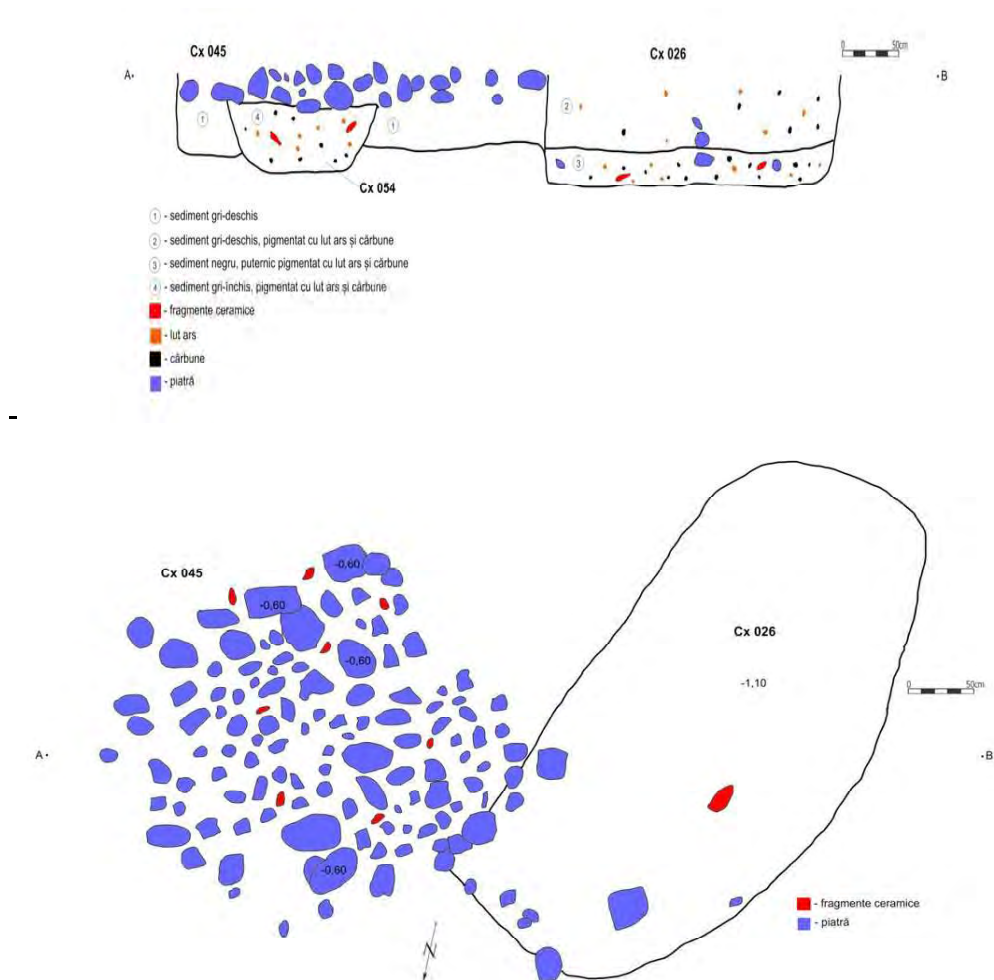 Cx 045
Cx 026
0 50cm
A
B
2
1
4
1
3
Cx 054
1 - sediment gri-deschis
2 - sediment gri-deschis, pigmentat cu lut ars și cărbune
3 - sediment negru, puternic pigmentat cu lut ars și cărbune
4 - sediment gri-închis, pigmentat cu lut ars și cărbune
- fragmente ceramice
- lut ars
- cărbune
- piatră
-
Cx 045
-0,60
-0,60
-0,60
Cx 026
-1,10
0 50cm
A
B
-0,60
N
- fragmente ceramice
- piatră